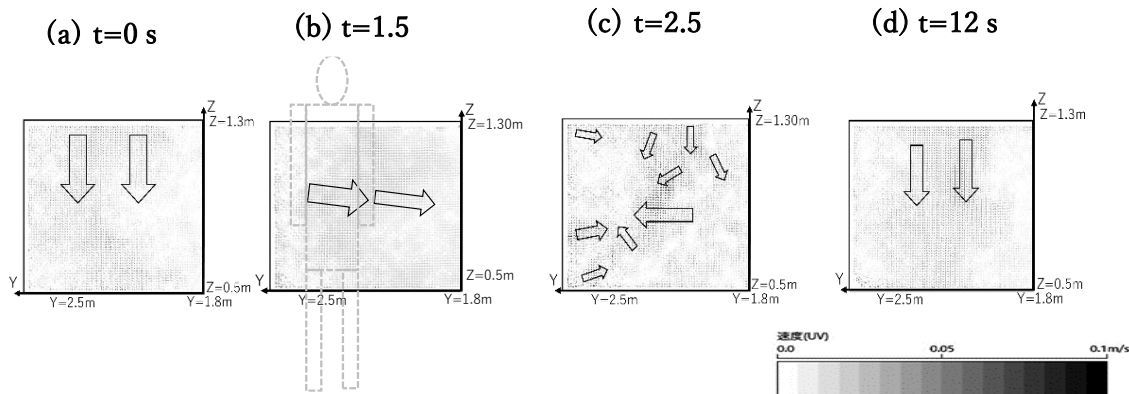 (a) t=0 s
(b) t=1.5
(c) t=2.5
(d) t=12 s
Z
Z=1.3m
Z
Z=1.30m
Z
Z=1.30m
Z
Z=1.3m
Y
Z=0.5m
Y=2.5m
Y=1.8m
Y
Z=0.5m
Y=2.5m
Y=1.8m
Y
Z=0.5m
Y=2.5m
Y=1.8m
Y
Z=0.5m
Y=2.5m
Y=1.8m
速度(UV)
0.0
0.05
0.1m/s